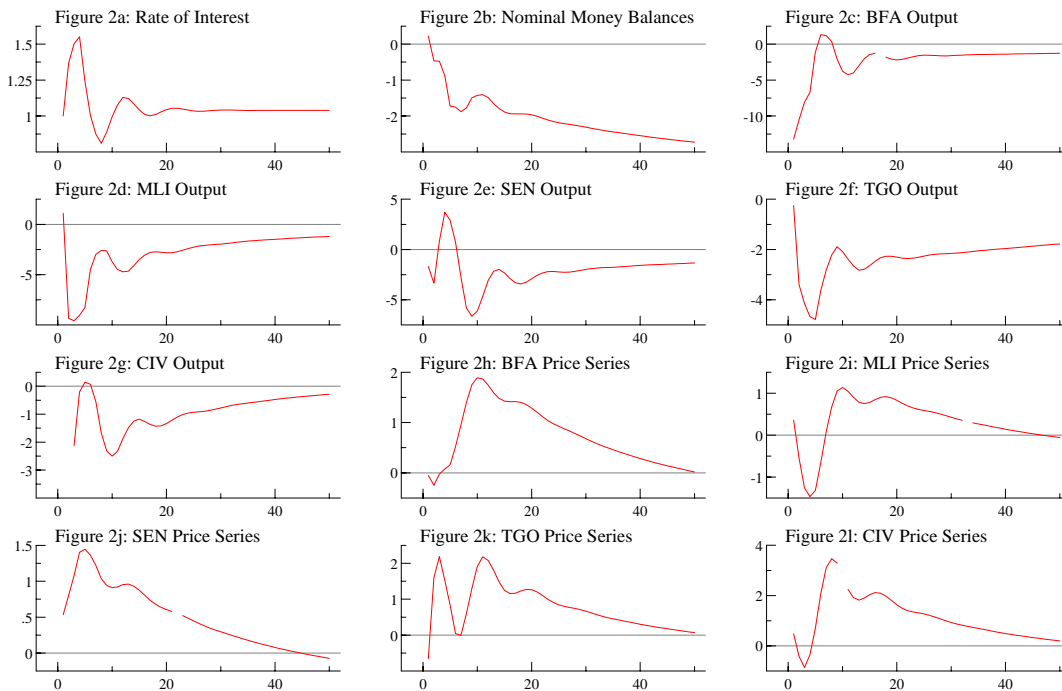 Figure 2a: Rate of Interest
1.5
1.25
1
0 20 40
Figure 2b: Nominal Money Balances
0
-1
-2
0 20 40
Figure 2c: BFA Output
0
-5
-10
0 20 40
Figure 2d: MLI Output
0
-5
0 20 40
Figure 2e: SEN Output
5
0
-5
0 20 40
Figure 2f: TGO Output
0
-2
-4
0 20 40
Figure 2g: CIV Output
0
-1
-2
-3
0 20 40
Figure 2h: BFA Price Series
2
1
0
0 20 40
Figure 2i: MLI Price Series
1
0
-1
0 20 40
Figure 2j: SEN Price Series
1.5
1
.5
0
0 20 40
Figure 2k: TGO Price Series
2
1
0
0 20 40
Figure 2l: CIV Price Series
4
2
0
0 20 40